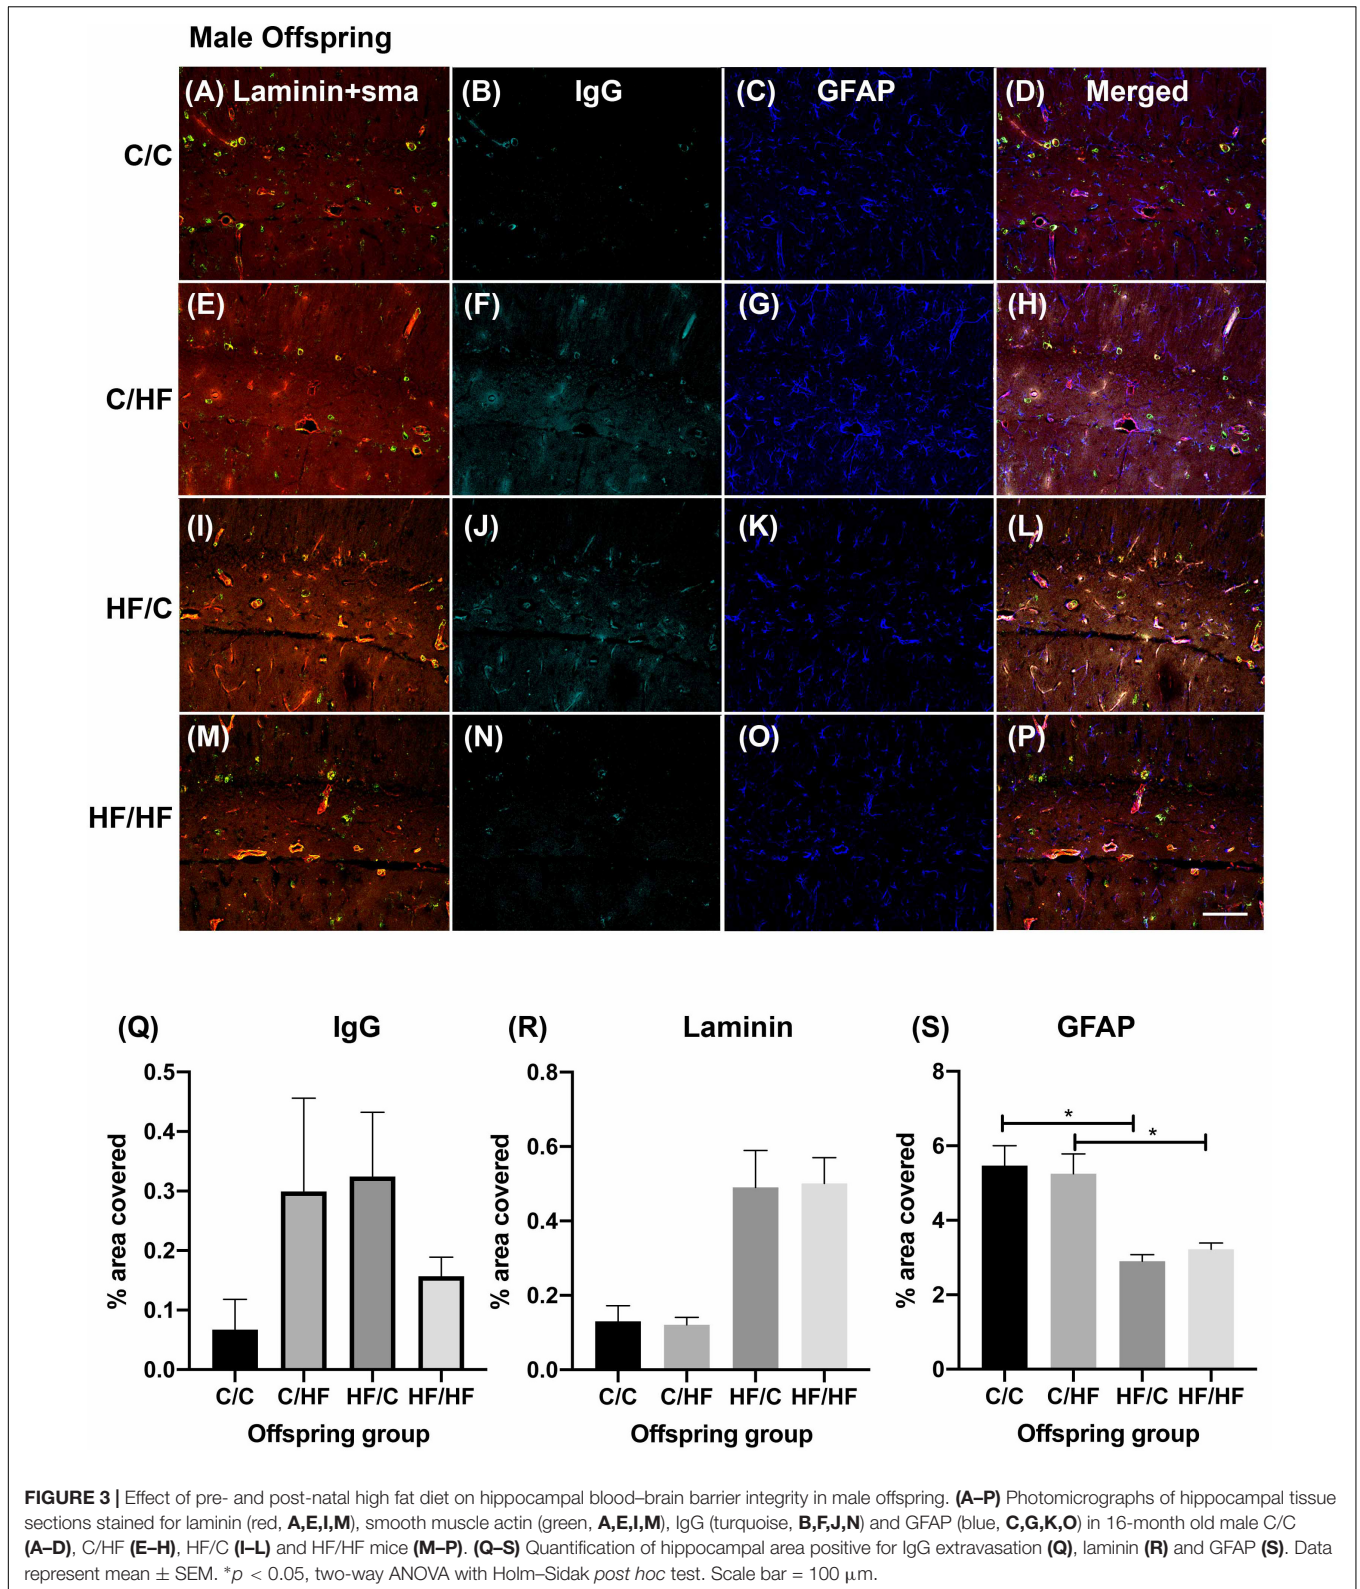 Male Offspring
(A) Laminin+sma
(B) IgG
(C) GFAP
(D) Merged
C/C
(E)
(F)
(G)
(H)
C/HF
(I)
(J)
(K)
(L)
HF/C
(M)
(N)
(O)
(P)
HF/HF
(Q) IgG
0.5
0.4
0.3
0.2
0.1
0.0
% area covered
C/C C/HF HF/C HF/HF
Offspring group
(R) Laminin
0.8
0.6
0.4
0.2
0.0
% area covered
C/C C/HF HF/C HF/HF
Offspring group
(S) GFAP
8
6
4
2
0
% area covered
*
*
C/C C/HF HF/C HF/HF
Offspring group
FIGURE 3 | Effect of pre- and post-natal high fat diet on hippocampal blood–brain barrier integrity in male offspring. (A–P) Photomicrographs of hippocampal tissue
sections stained for laminin (red, A,E,I,M), smooth muscle actin (green, A,E,I,M), IgG (turquoise, B,F,J,N) and GFAP (blue, C,G,K,O) in 16-month old male C/C
(A–D), C/HF (E–H), HF/C (I–L) and HF/HF mice (M–P). (Q–S) Quantification of hippocampal area positive for IgG extravasation (Q), laminin (R) and GFAP (S). Data
represent mean ± SEM. *p < 0.05, two-way ANOVA with Holm–Sidak post hoc test. Scale bar = 100 μm.